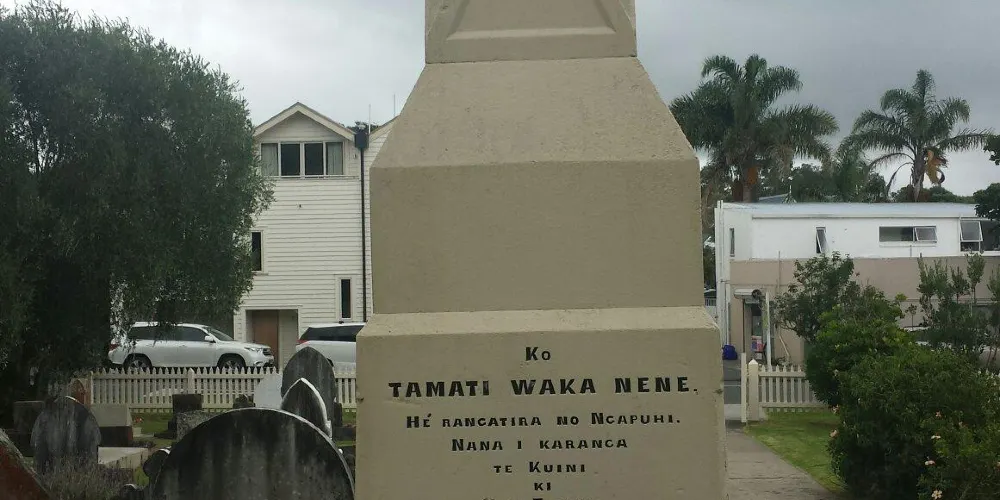 Ko
TAMATI WAKA NENE.
Hé RANGATIRA NO NGAPUHI.
NANA I KARANGA
TE KUINI
KI